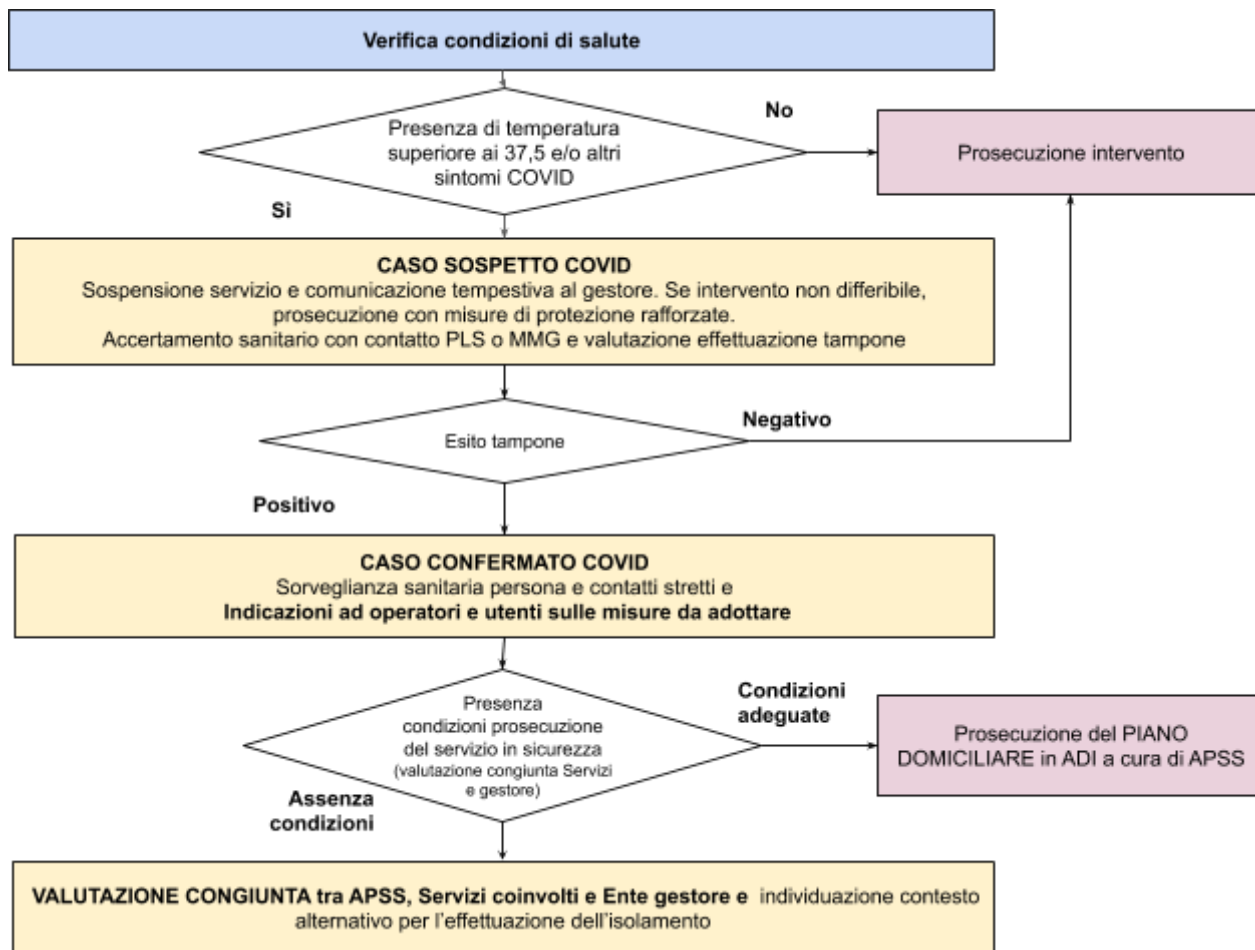 Verifica condizioni di salute
No
Presenza di temperatura
superiore ai 37,5 e/o altri
sintomi COVID
Prosecuzione intervento
Sì
CASO SOSPETTO COVID
Sospensione servizio e comunicazione tempestiva al gestore. Se intervento non differibile,
prosecuzione con misure di protezione rafforzate.
Accertamento sanitario con contatto PLS o MMG e valutazione effettuazione tampone
Negativo
Esito tampone
Positivo
CASO CONFERMATO COVID
Sorveglianza sanitaria persona e contatti stretti e
Indicazioni ad operatori e utenti sulle misure da adottare
Presenza
condizioni prosecuzione
del servizio in sicurezza
(valutazione congiunta Servizi
e gestore)
Condizioni
adeguate
Prosecuzione del PIANO
DOMICILIARE in ADI a cura di APSS
Assenza
condizioni
VALUTAZIONE CONGIUNTA tra APSS, Servizi coinvolti e Ente gestore e individuazione contesto
alternativo per l'effettuazione dell'isolamento